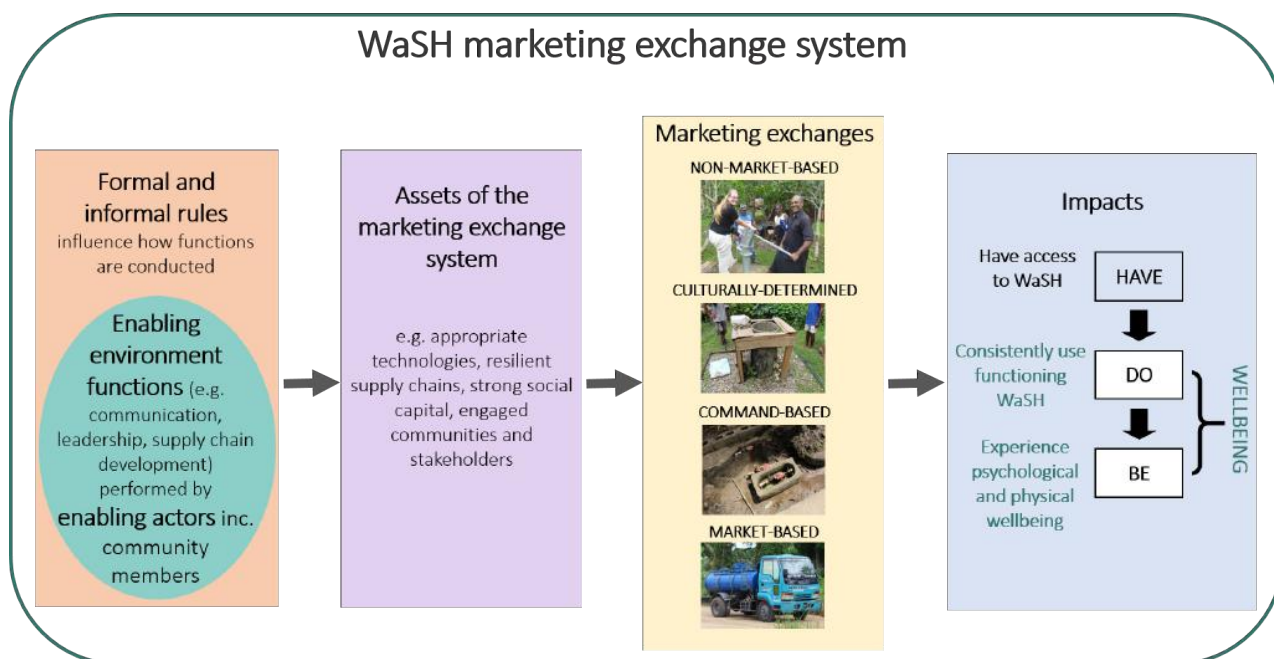 WaSH marketing exchange system
Formal and
informal rules
influence how functions
are conducted
Enabling
environment
functions (e.g.
communication,
leadership, supply chain
development)
performed by
enabling actors inc.
community
members
Assets of the
marketing exchange
system
e.g. appropriate
technologies, resilient
supply chains, strong social
capital, engaged
communities and
stakeholders
Marketing exchanges
NON-MARKET-BASED
CULTURALLY-DETERMINED
COMMAND-BASED
MARKET-BASED
Impacts
Have access
to WaSH
HAVE
Consistently use
functioning
WaSH
DO
Experience
psychological
and physical
wellbeing
BE
WELLBEING